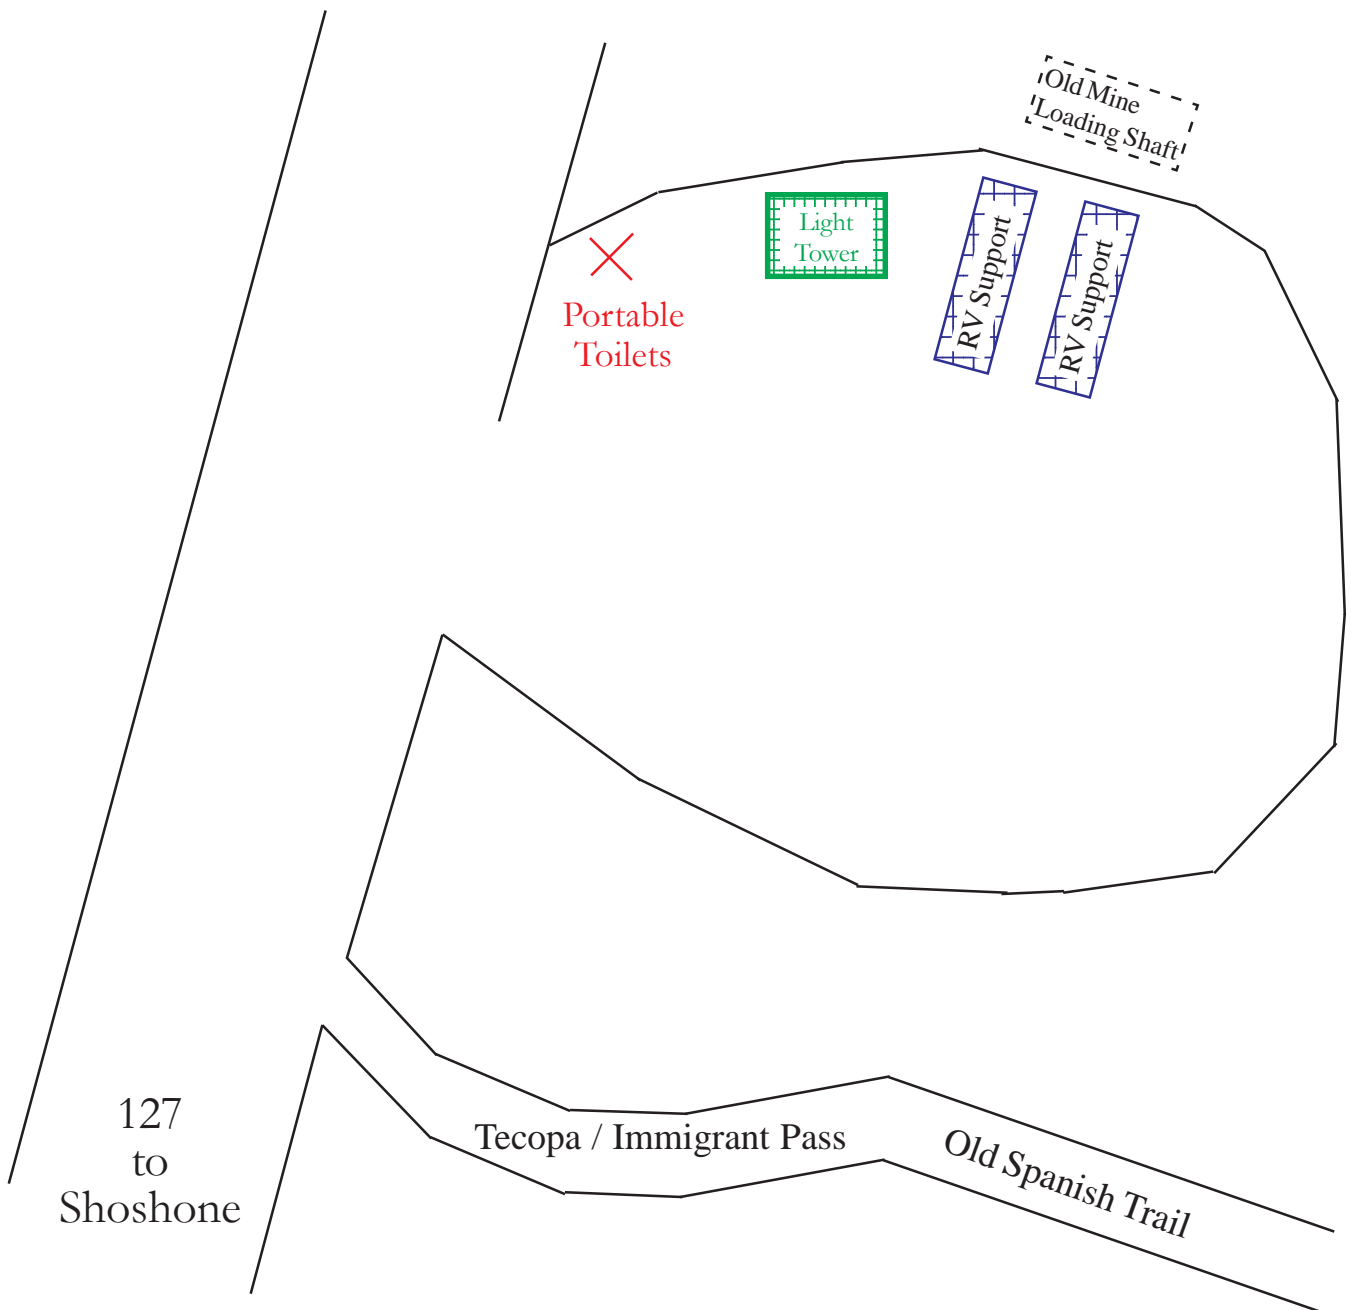 Old Mine
Loading Shaft
Light
Tower
RV Support
RV Support
Portable
Toilets
127
to
Shoshone
Tecopa / Immigrant Pass
Old Spanish Trail